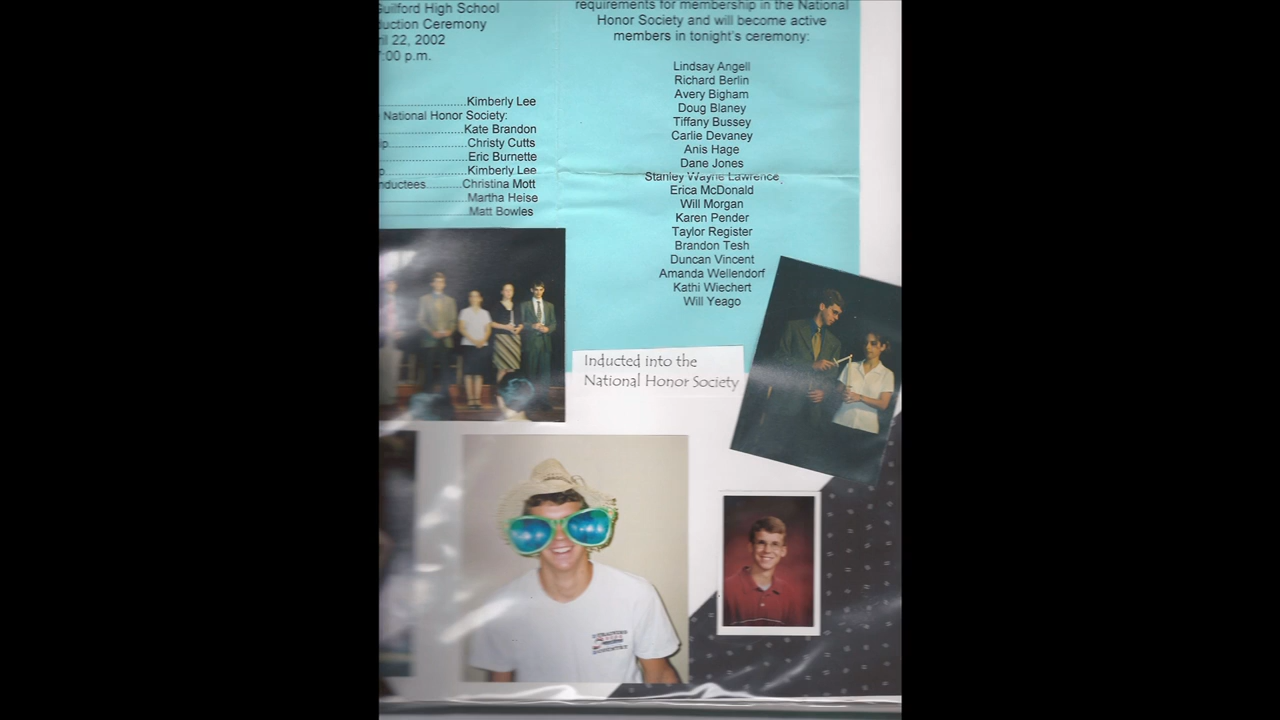 Guilford High School
duction Ceremony
il 22, 2002
:00 p.m.
Kimberly Lee
National Honor Society:
Kate Brandon
ip Christy Cutts
Eric Burnette
p Kimberly Lee
nductees Christina Mott
Martha Heise
Matt Bowles
requirements for membership in the National
Honor Society and will become active
members in tonight's ceremony:
Lindsay Angell
Richard Berlin
Avery Bigham
Doug Blaney
Tiffany Bussey
Carlie Devaney
Anis Hage
Dane Jones
Stanley Wayne Lawrence
Erica McDonald
Will Morgan
Karen Pender
Taylor Register
Brandon Tesh
Duncan Vincent
Amanda Wellendorf
Kathi Wiechert
Will Yeago
Inducted into the
National Honor Society